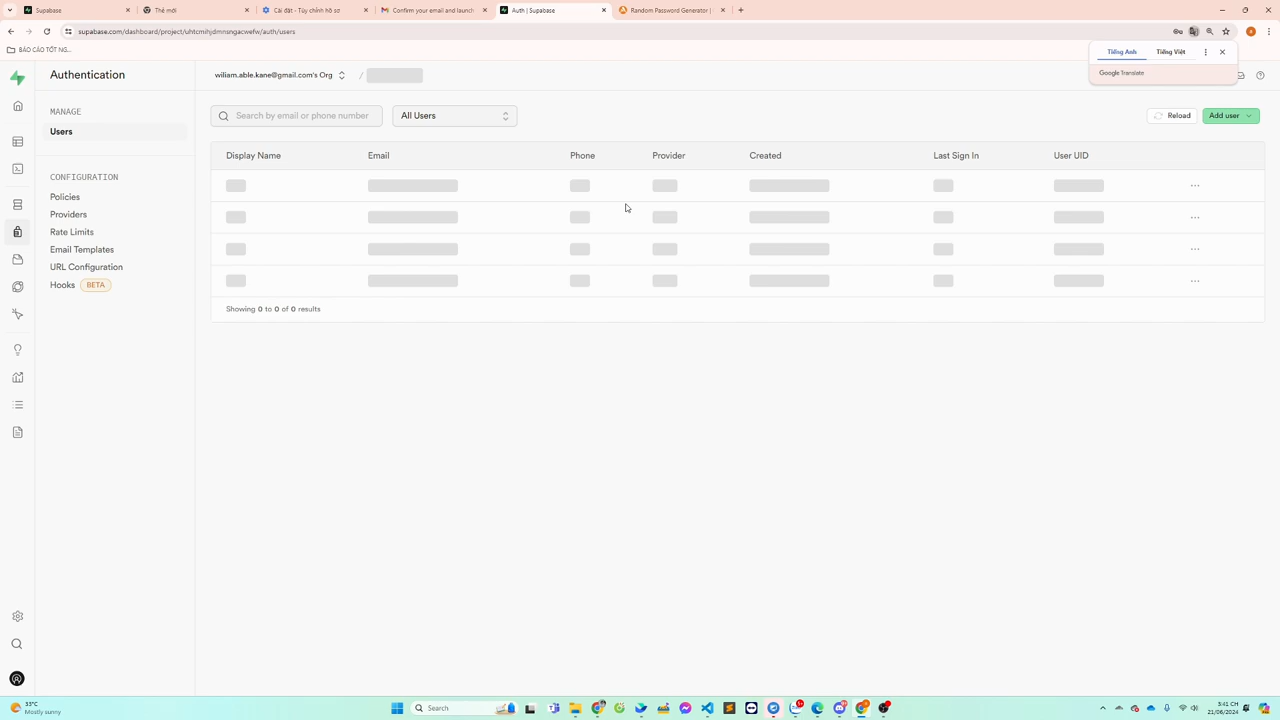 Supabase
Thẻ mới
Cài đặt - Tùy chỉnh hồ sơ
Confirm your email and launch
Auth | Supabase
Random Password Generator |
supabase.com/dashboard/project/uhtcmihjdmnsngacwefw/auth/users
BÁO CÁO TỐT NG...
Tiếng Anh
Tiếng Việt
Google Translate
Authentication
wiliam.able.kane@gmail.com's Org
/
MANAGE
Users
CONFIGURATION
Policies
Providers
Rate Limits
Email Templates
URL Configuration
Hooks BETA
Search by email or phone number
All Users
Reload
Add user
Display Name
Email
Phone
Provider
Created
Last Sign In
User UID
Showing 0 to 0 of 0 results
33°C
Mostly sunny
Search
3:41 CH
21/06/2024